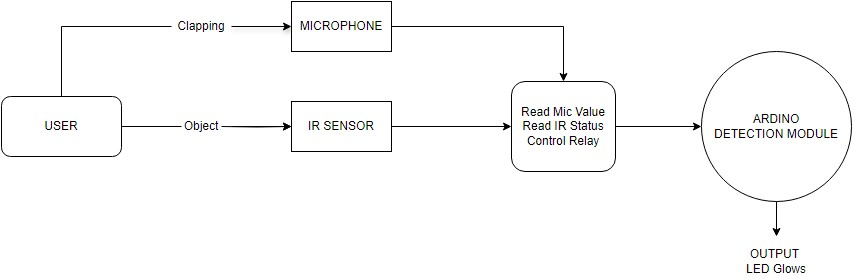 Clapping
MICROPHONE
USER
Object
IR SENSOR
Read Mic Value
Read IR Status
Control Relay
ARDINO
DETECTION MODULE
OUTPUT
LED Glows